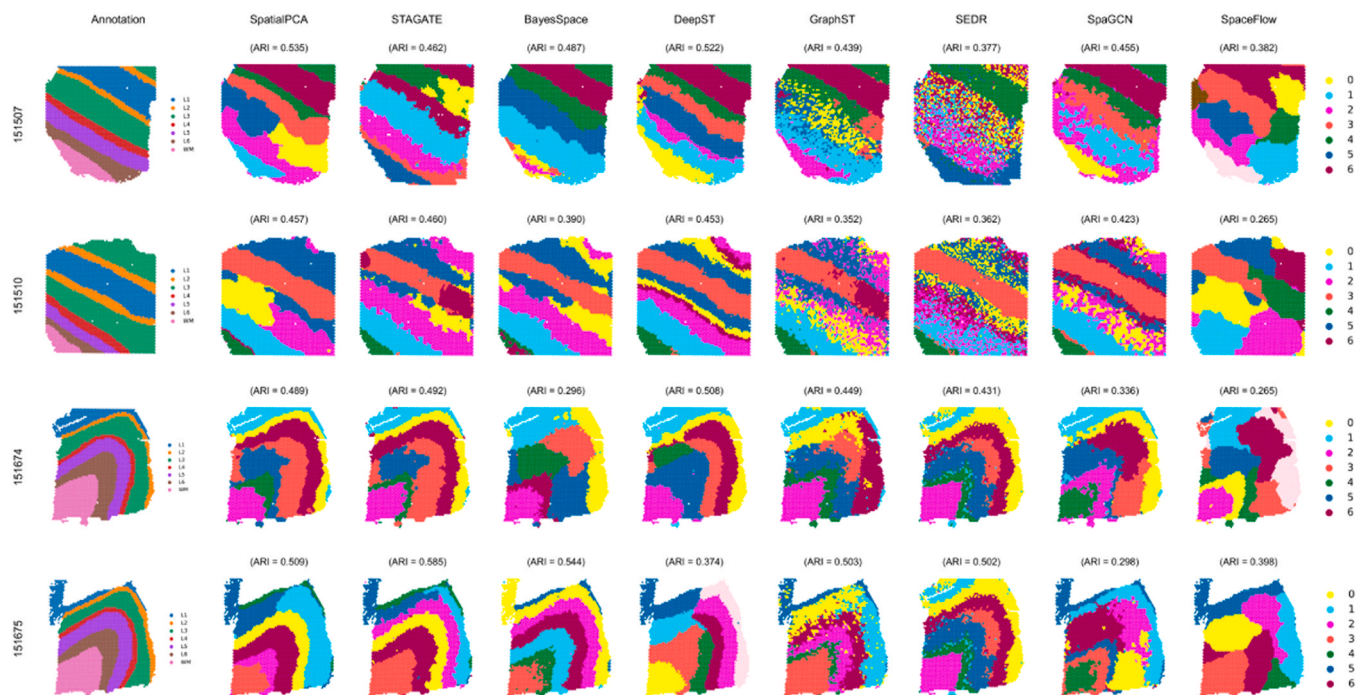 Annotation SpatialPCA STAGATE BayesSpace DeepST GraphST SEDR SpaGCN SpaceFlow
(ARI = 0.535) (ARI = 0.462) (ARI = 0.487) (ARI = 0.522) (ARI = 0.439) (ARI = 0.377) (ARI = 0.455) (ARI = 0.382)
151507
L1
L2
L3
L4
L5
L6
WM
0
1
2
3
4
5
6
(ARI = 0.457) (ARI = 0.460) (ARI = 0.390) (ARI = 0.453) (ARI = 0.352) (ARI = 0.362) (ARI = 0.423) (ARI = 0.265)
151510
L1
L2
L3
L4
L5
L6
WM
0
1
2
3
4
5
6
(ARI = 0.489) (ARI = 0.492) (ARI = 0.296) (ARI = 0.508) (ARI = 0.449) (ARI = 0.431) (ARI = 0.336) (ARI = 0.265)
151674
L1
L2
L3
L4
L5
L6
WM
0
1
2
3
4
5
6
(ARI = 0.509) (ARI = 0.585) (ARI = 0.544) (ARI = 0.374) (ARI = 0.503) (ARI = 0.502) (ARI = 0.298) (ARI = 0.398)
151675
L1
L2
L3
L4
L5
L6
WM
0
1
2
3
4
5
6